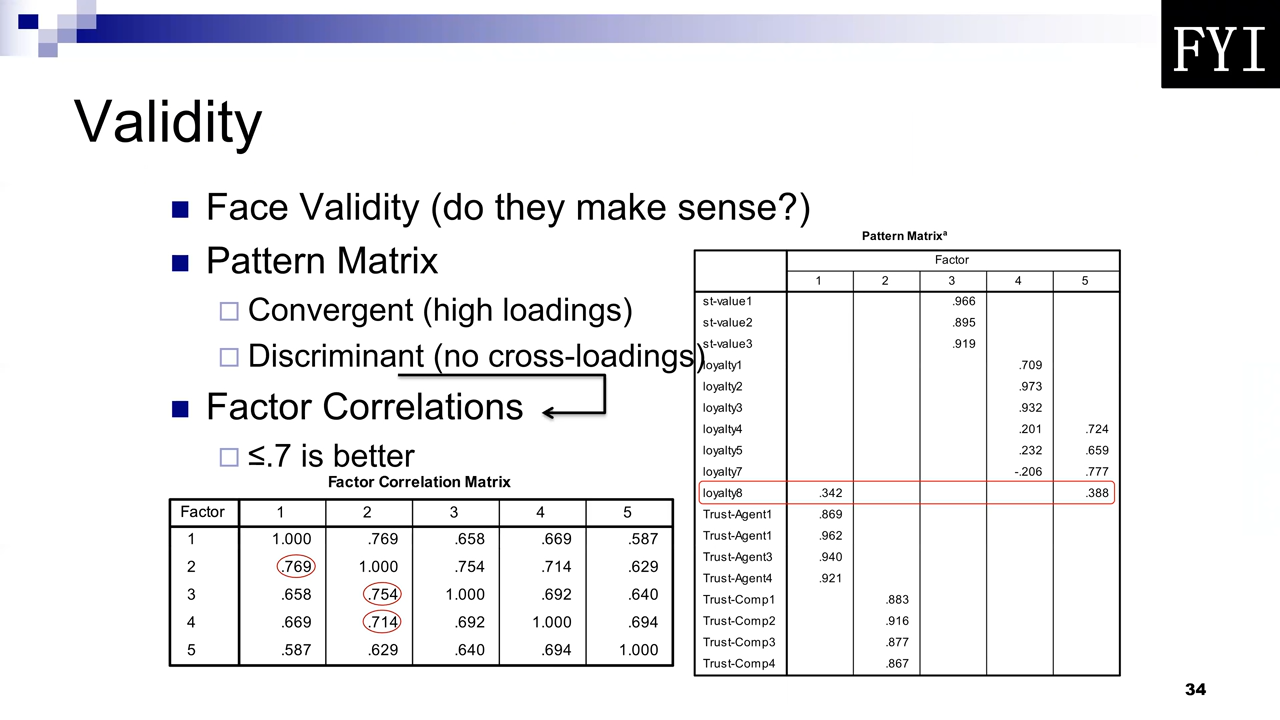 FYI
Validity
Face Validity (do they make sense?)
Pattern Matrix
Convergent (high loadings)
Discriminant (no cross-loadings)
Factor Correlations
≤.7 is better
Factor Correlation Matrix
Factor 1 2 3 4 5
1 1.000 .769 .658 .669 .587
2 .769 1.000 .754 .714 .629
3 .658 .754 1.000 .692 .640
4 .669 .714 .692 1.000 .694
5 .587 .629 .640 .694 1.000
Pattern Matrixa
Factor
1 2 3 4 5
st-value1 .966
st-value2 .895
st-value3 .919
loyalty1 .709
loyalty2 .973
loyalty3 .932
loyalty4 .201 .724
loyalty5 .232 .659
loyalty7 -.206 .777
loyalty8 .342 .388
Trust-Agent1 .869
Trust-Agent1 .962
Trust-Agent3 .940
Trust-Agent4 .921
Trust-Comp1 .883
Trust-Comp2 .916
Trust-Comp3 .877
Trust-Comp4 .867
34